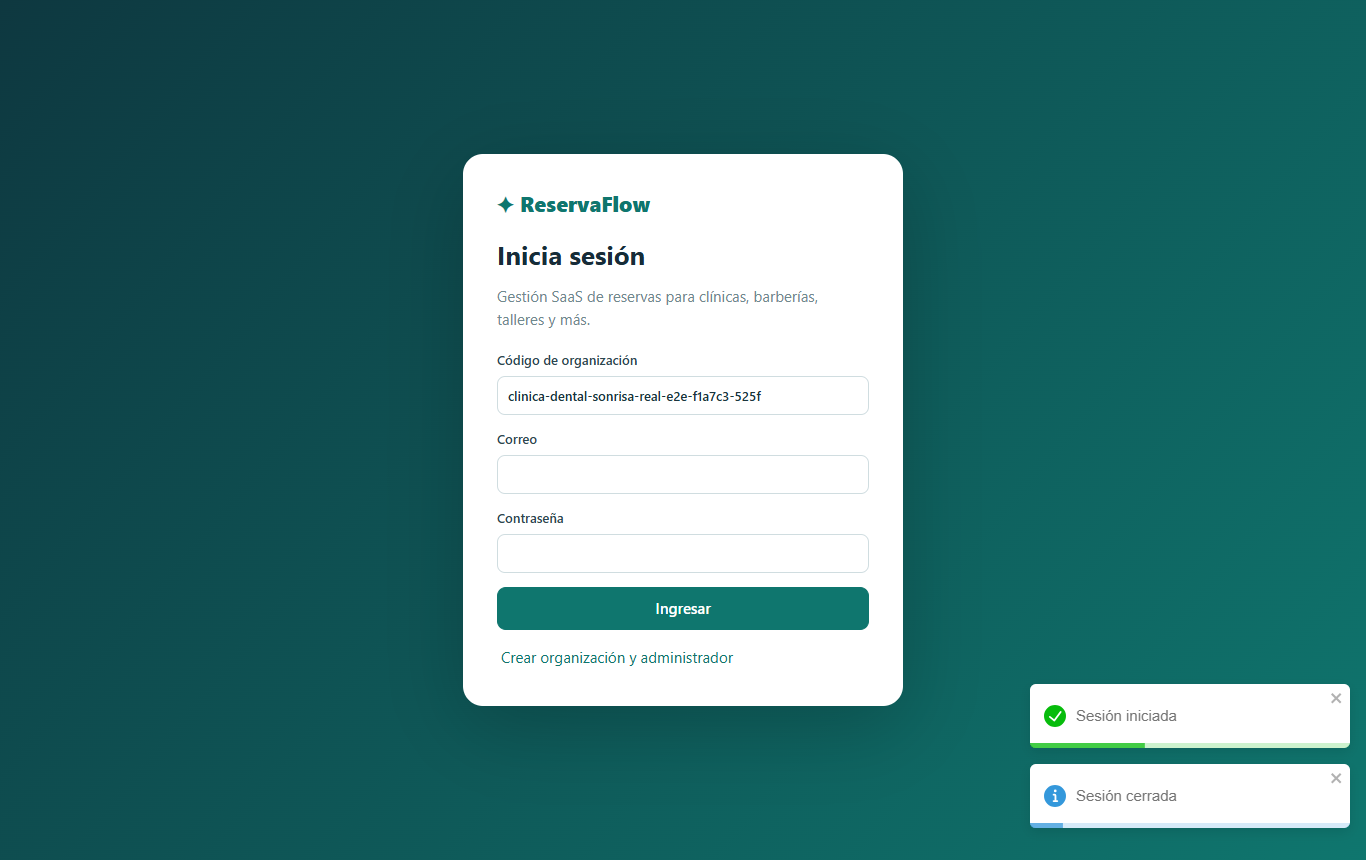 ✦ ReservaFlow
Inicia sesión
Gestión SaaS de reservas para clínicas, barberías,
talleres y más.
Código de organización
clinica-dental-sonrisa-real-e2e-f1a7c3-525f
Correo
Contraseña
Ingresar
Crear organización y administrador
Sesión iniciada
Sesión cerrada